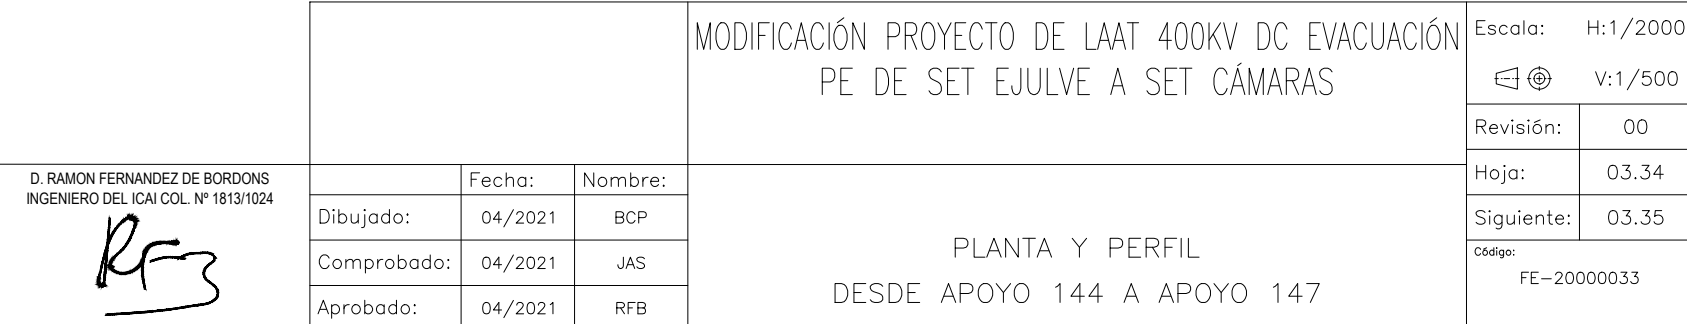 MODIFICACIÓN PROYECTO DE LAAT 400KV DC EVACUACIÓN
PE DE SET EJULVE A SET CÁMARAS
Escala: H:1/2000
V:1/500
Revisión: 00
Hoja: 03.34
Siguiente: 03.35
Código:
FE-20000033
D. RAMON FERNANDEZ DE BORDONS
INGENIERO DEL ICAI COL. Nº 1813/1024
RFB
Fecha: Nombre:
Dibujado: 04/2021 BCP
Comprobado: 04/2021 JAS
Aprobado: 04/2021 RFB
PLANTA Y PERFIL
DESDE APOYO 144 A APOYO 147